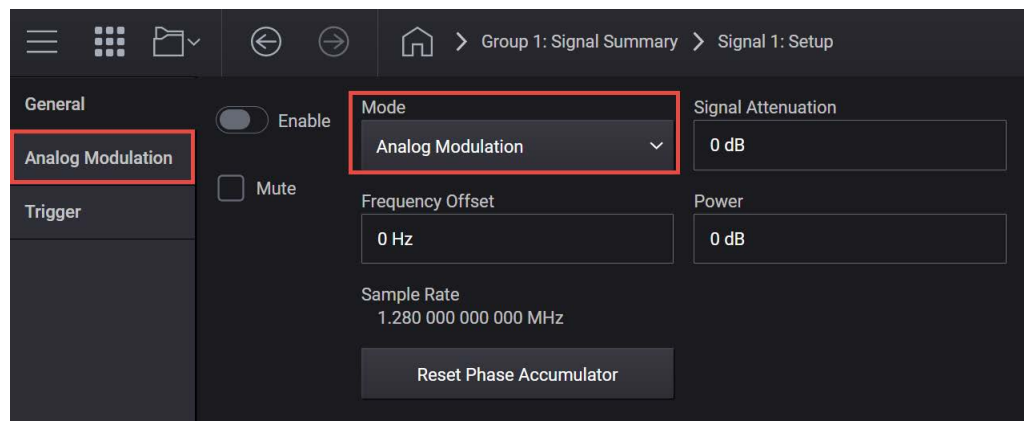 Group 1: Signal Summary > Signal 1: Setup
General
Analog Modulation
Trigger
Enable
Mute
Mode
Analog Modulation
Signal Attenuation
0 dB
Frequency Offset
0 Hz
Power
0 dB
Sample Rate
1.280 000 000 000 MHz
Reset Phase Accumulator